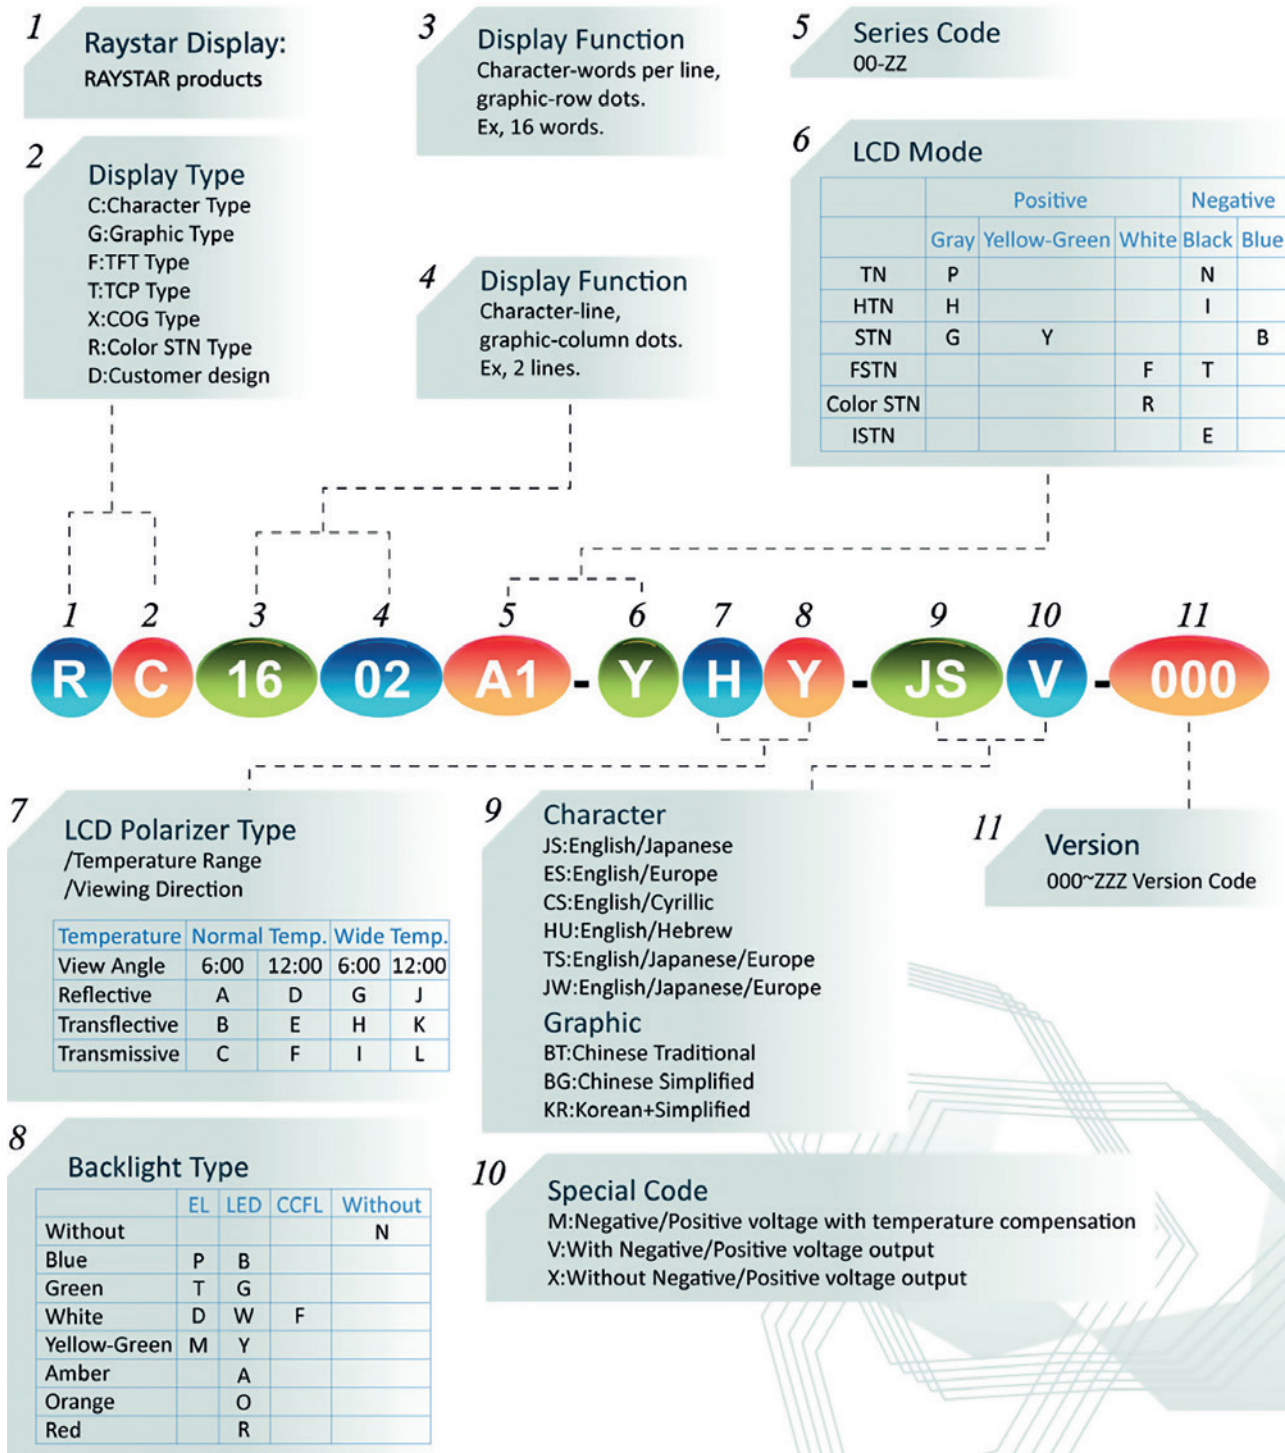 1
Raystar Display:
RAYSTAR products
2
Display Type
C:Character Type
G:Graphic Type
F:TFT Type
T:TCP Type
X:COG Type
R:Color STN Type
D:Customer design
3
Display Function
Character-words per line,
graphic-row dots.
Ex, 16 words.
4
Display Function
Character-line,
graphic-column dots.
Ex, 2 lines.
5
Series Code
00-ZZ
6
LCD Mode
Positive Negative
Gray Yellow-Green White Black Blue
TN P N
HTN H I
STN G Y B
FSTN F T
Color STN R
ISTN E
1 2 3 4 5 6 7 8 9 10 11
R C 16 02 A1 - Y H Y - JS V - 000
7
LCD Polarizer Type
/Temperature Range
/Viewing Direction
Temperature Normal Temp. Wide Temp.
View Angle 6:00 12:00 6:00 12:00
Reflective A D G J
Transflective B E H K
Transmissive C F I L
8
Backlight Type
EL LED CCFL Without
Without N
Blue P B
Green T G
White D W F
Yellow-Green M Y
Amber A
Orange O
Red R
9
Character
JS:English/Japanese
ES:English/Europe
CS:English/Cyrillic
HU:English/Hebrew
TS:English/Japanese/Europe
JW:English/Japanese/Europe
Graphic
BT:Chinese Traditional
BG:Chinese Simplified
KR:Korean+Simplified
10
Special Code
M:Negative/Positive voltage with temperature compensation
V:With Negative/Positive voltage output
X:Without Negative/Positive voltage output
11
Version
000~ZZZ Version Code